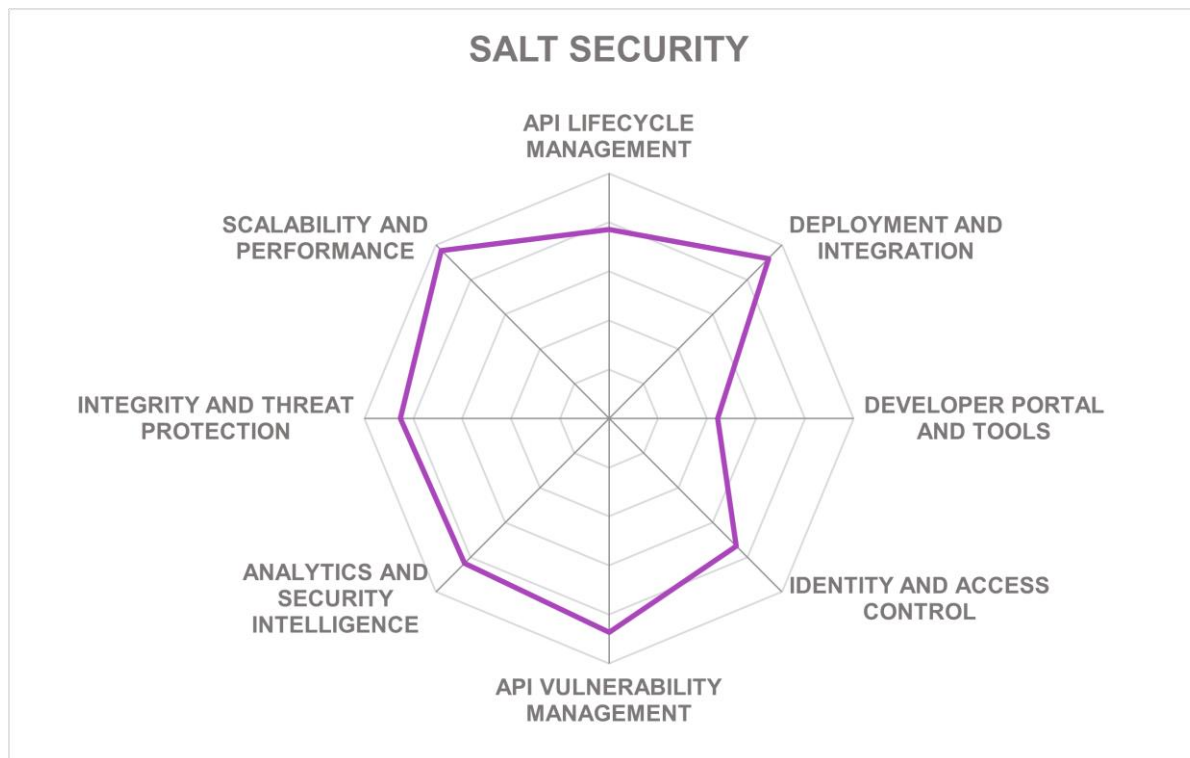 SALT SECURITY
API LIFECYCLE
MANAGEMENT
SCALABILITY AND
PERFORMANCE
DEPLOYMENT AND
INTEGRATION
INTEGRITY AND THREAT
PROTECTION
DEVELOPER PORTAL
AND TOOLS
ANALYTICS AND
SECURITY
INTELLIGENCE
IDENTITY AND ACCESS
CONTROL
API VULNERABILITY
MANAGEMENT